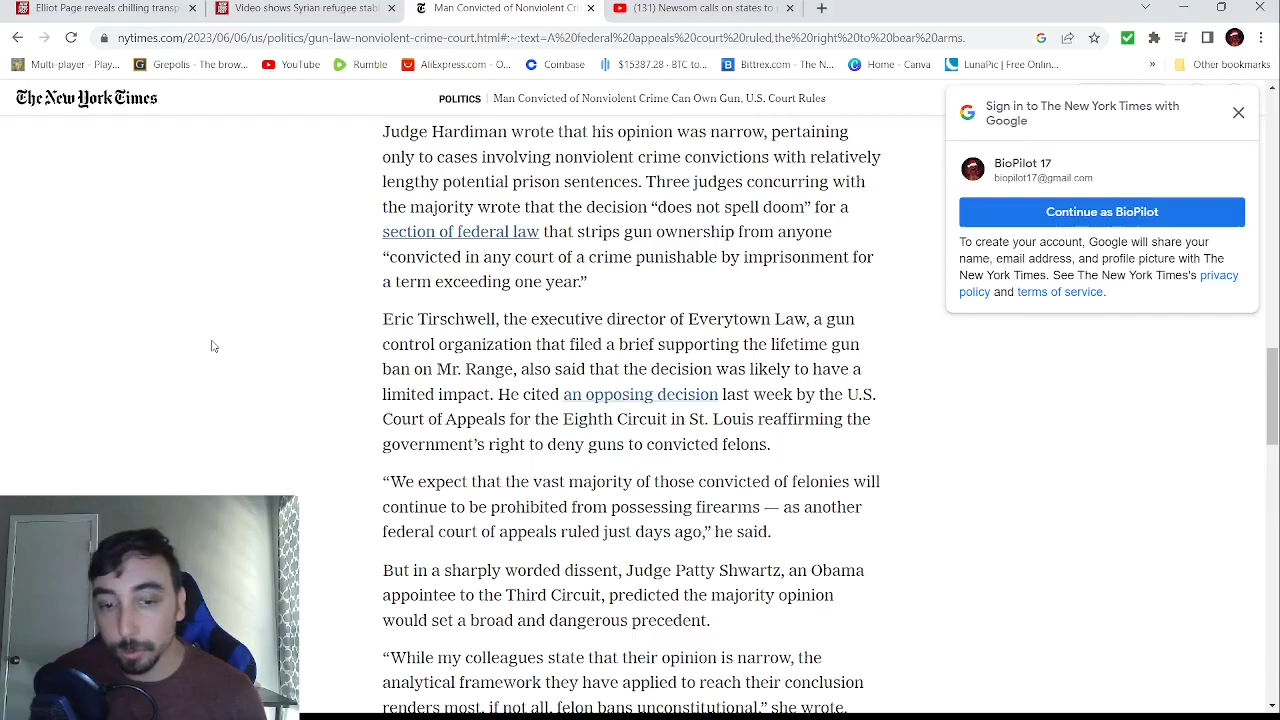 Elliot Page reveals chilling transp
Video shows Syrian refugee stabl
Man Convicted of Nonviolent Cri
(131) Newsom calls on states to p
nytimes.com/2023/06/06/us/politics/gun-law-nonviolent-crime-court.html#:~:text=A%20federal%20appeals%20court%20ruled,the%20right%20to%20bear%20arms.
Multi-player - Play...
Grepolis - The brow...
YouTube
Rumble
AliExpress.com - O...
Coinbase
$15387.28 - BTC to...
Bittrex.com - The N...
Home - Canva
LunaPic | Free Onlin...
»
Other bookmarks
The New York Times
POLITICS | Man Convicted of Nonviolent Crime Can Own Gun, U.S. Court Rules
Judge Hardiman wrote that his opinion was narrow, pertaining
only to cases involving nonviolent crime convictions with relatively
lengthy potential prison sentences. Three judges concurring with
the majority wrote that the decision “does not spell doom” for a
section of federal law that strips gun ownership from anyone
“convicted in any court of a crime punishable by imprisonment for
a term exceeding one year.”
Eric Tirschwell, the executive director of Everytown Law, a gun
control organization that filed a brief supporting the lifetime gun
ban on Mr. Range, also said that the decision was likely to have a
limited impact. He cited an opposing decision last week by the U.S.
Court of Appeals for the Eighth Circuit in St. Louis reaffirming the
government’s right to deny guns to convicted felons.
“We expect that the vast majority of those convicted of felonies will
continue to be prohibited from possessing firearms — as another
federal court of appeals ruled just days ago,” he said.
But in a sharply worded dissent, Judge Patty Shwartz, an Obama
appointee to the Third Circuit, predicted the majority opinion
would set a broad and dangerous precedent.
“While my colleagues state that their opinion is narrow, the
analytical framework they have applied to reach their conclusion
renders most, if not all, felon bans unconstitutional,” she wrote.
Sign in to The New York Times with
Google
BioPilot 17
biopilot17@gmail.com
Continue as BioPilot
To create your account, Google will share your
name, email address, and profile picture with The
New York Times. See The New York Times's privacy
policy and terms of service.